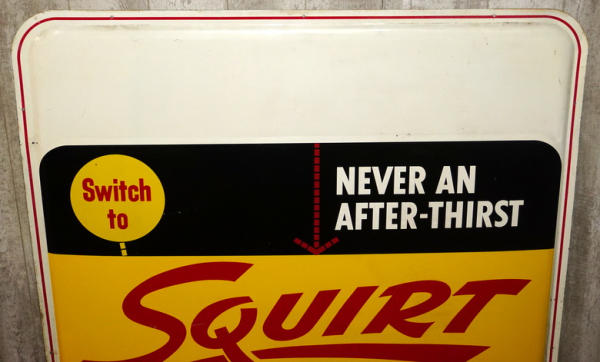 Switch
to
NEVER AN
AFTER-THIRST
SQUIRT